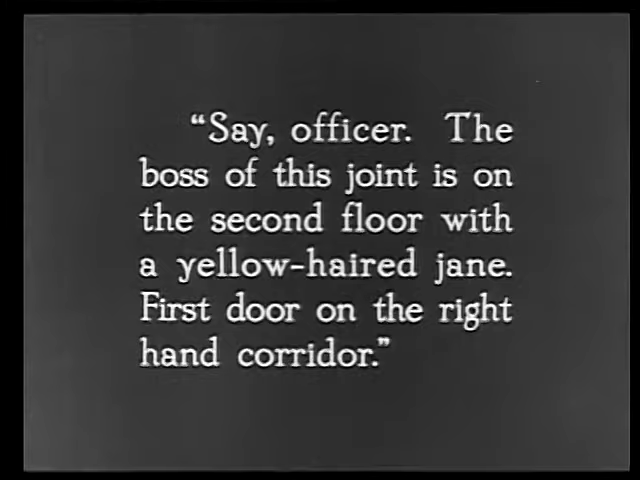 “Say, officer. The
boss of this joint is on
the second floor with
a yellow-haired jane.
First door on the right
hand corridor.”